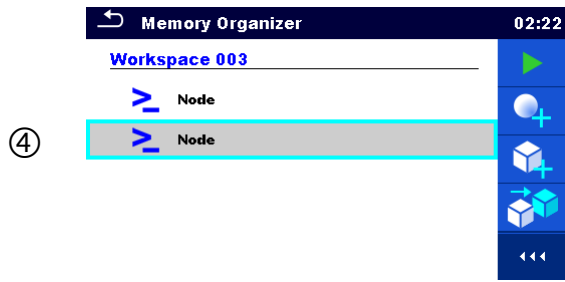 Memory Organizer 02:22
Workspace 003
>_ Node
④ >_ Node